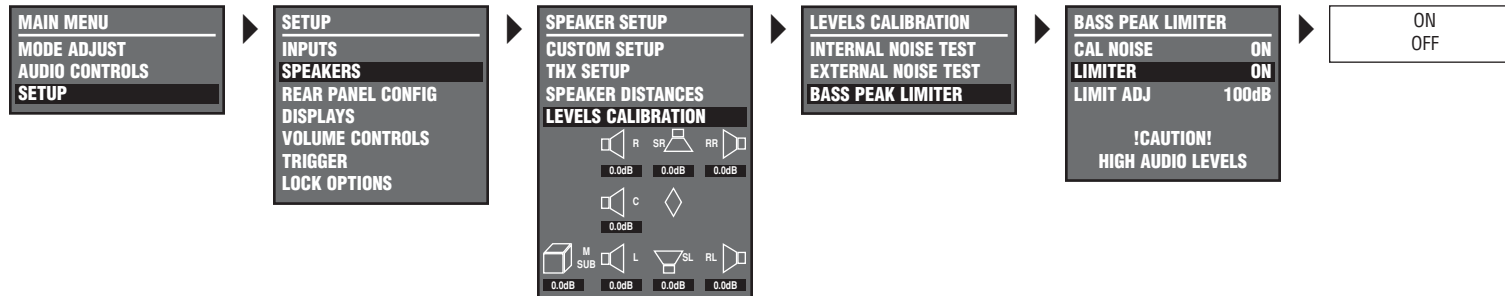 MAIN MENU
MODE ADJUST
AUDIO CONTROLS
SETUP
SETUP
INPUTS
SPEAKERS
REAR PANEL CONFIG
DISPLAYS
VOLUME CONTROLS
TRIGGER
LOCK OPTIONS
SPEAKER SETUP
CUSTOM SETUP
THX SETUP
SPEAKER DISTANCES
LEVELS CALIBRATION
R SR RR
0.0dB 0.0dB 0.0dB
C
0.0dB
M
SUB L SL RL
0.0dB 0.0dB 0.0dB 0.0dB
LEVELS CALIBRATION
INTERNAL NOISE TEST
EXTERNAL NOISE TEST
BASS PEAK LIMITER
BASS PEAK LIMITER
CAL NOISE ON
LIMITER ON
LIMIT ADJ 100dB
!CAUTION!
HIGH AUDIO LEVELS
ON
OFF